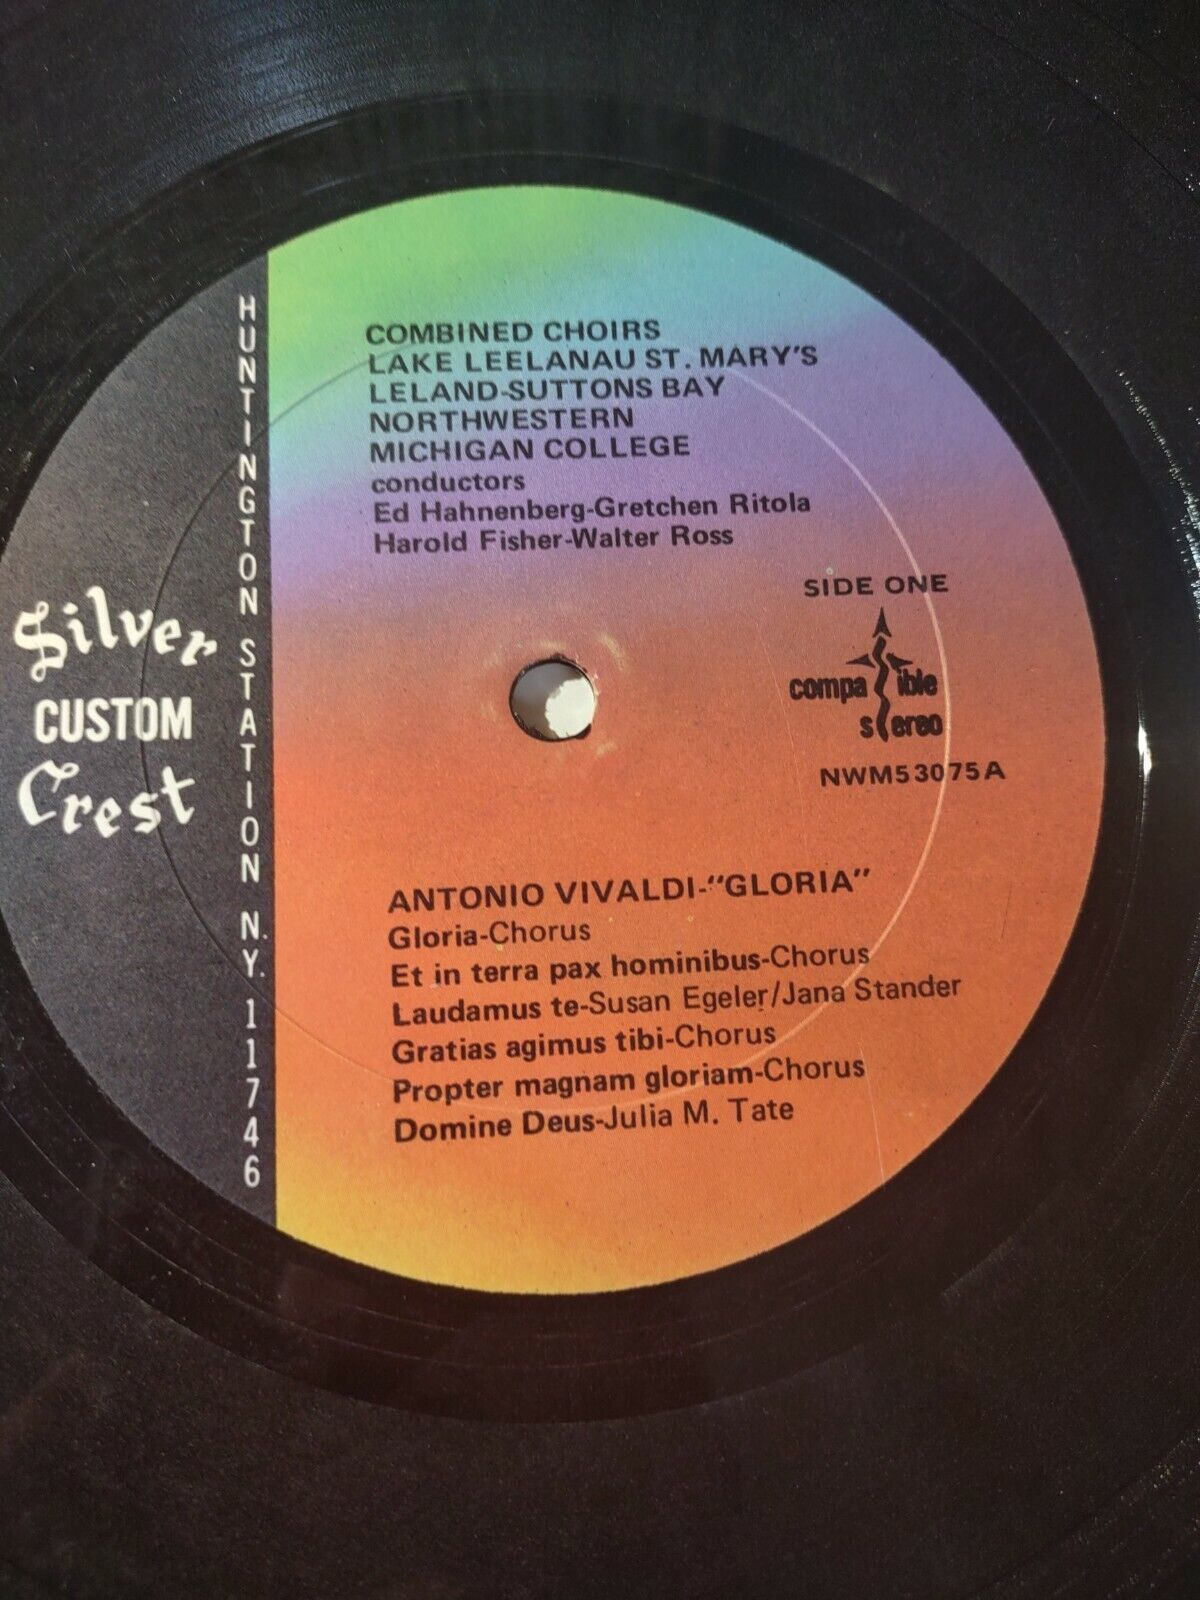 COMBINED CHOIRS
LAKE LEELANAU ST. MARY'S
LELAND-SUTTONS BAY
NORTHWESTERN
MICHIGAN COLLEGE
conductors
Ed Hahnenberg-Gretchen Ritola
Harold Fisher-Walter Ross
SIDE ONE
compatible
stereo
NWM53075A
Silver
CUSTOM
Crest
HUNTINGTON STATION N.Y. 11746
ANTONIO VIVALDI-"GLORIA"
Gloria-Chorus
Et in terra pax hominibus-Chorus
Laudamus te-Susan Egeler/Jana Stander
Gratias agimus tibi-Chorus
Propter magnam gloriam-Chorus
Domine Deus-Julia M. Tate